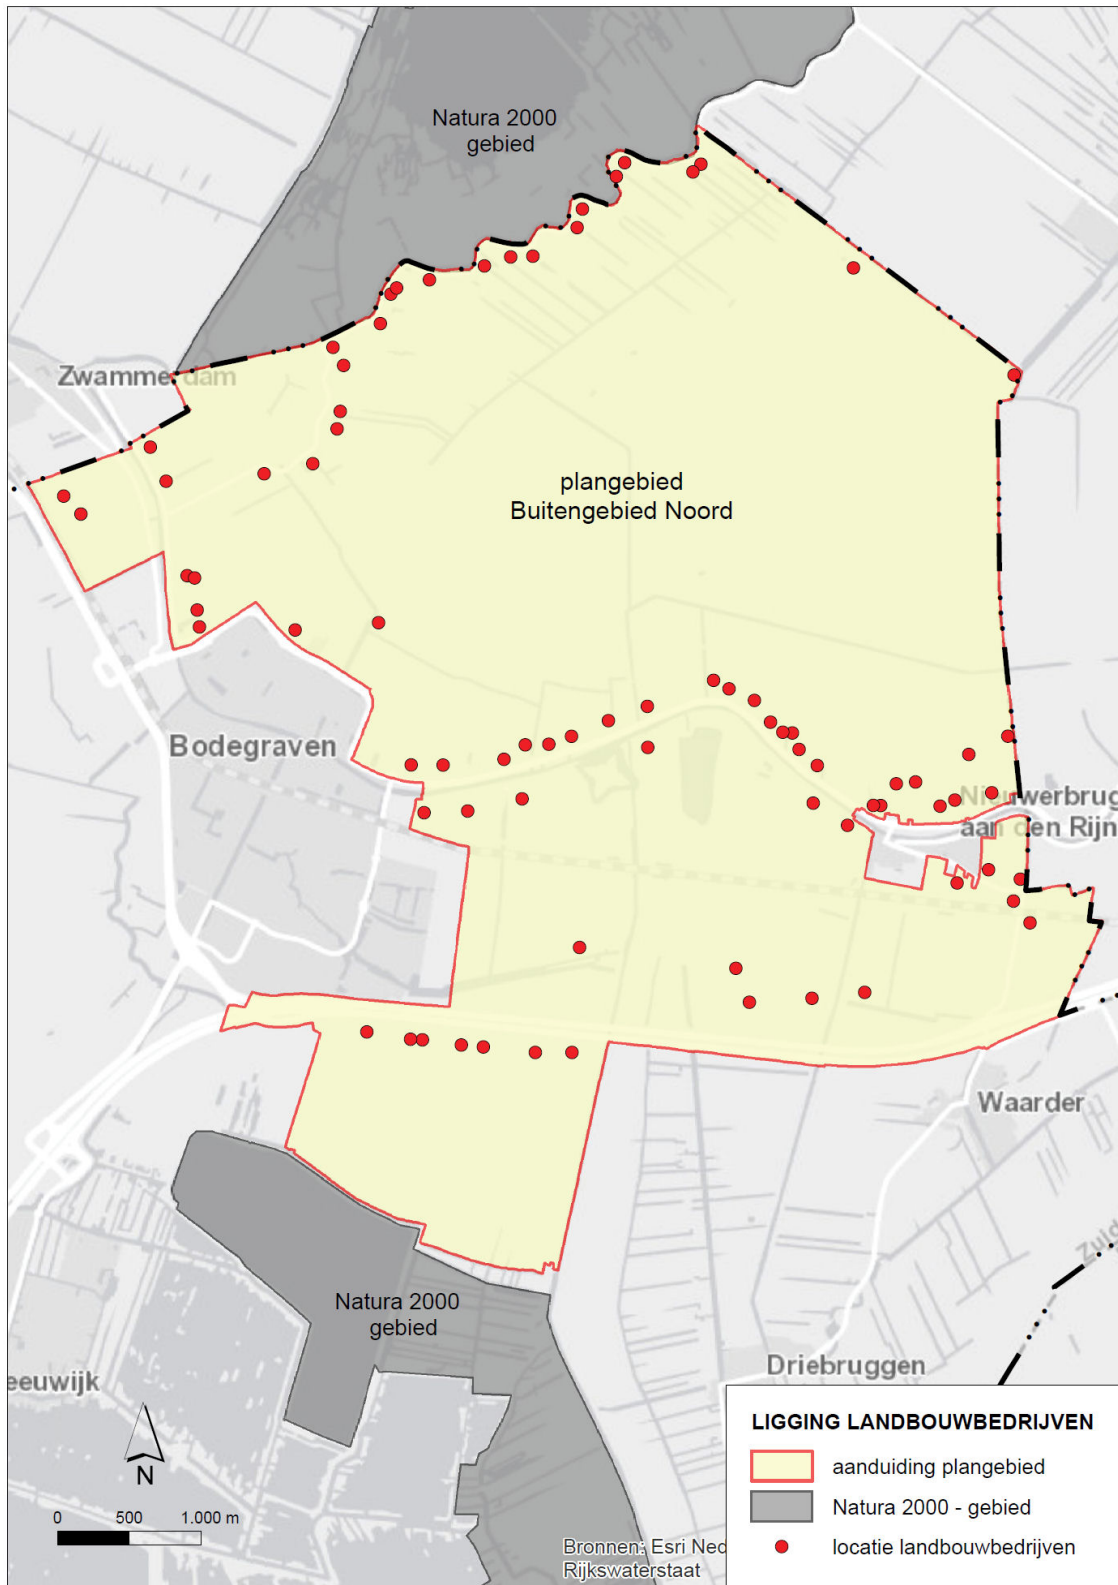 Natura 2000
gebied
Zwammerdam
plangebied
Buitengebied Noord
Bodegraven
aan den Rijn
Waarder
Natura 2000
gebied
Driebruggen
eeuwijk
N
0 500 1.000 m
LIGGING LANDBOUWBEDRIJVEN
aanduiding plangebied
Natura 2000 - gebied
locatie landbouwbedrijven
Bronnen: Esri Ned
Rijkswaterstaat